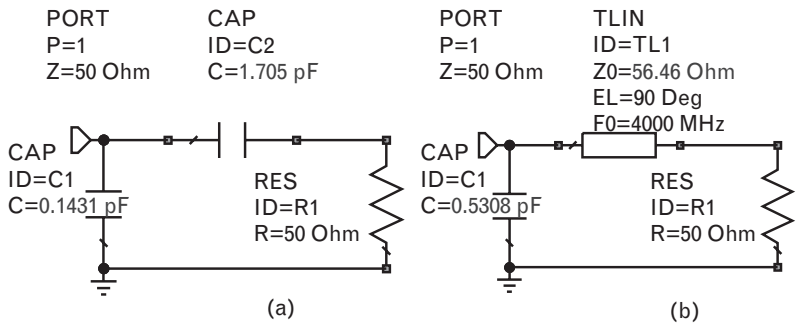 PORT
P=1
Z=50 Ohm
CAP
ID=C2
C=1.705 pF
CAP
ID=C1
C=0.1431 pF
RES
ID=R1
R=50 Ohm
(a)
PORT
P=1
Z=50 Ohm
TLIN
ID=TL1
Z0=56.46 Ohm
EL=90 Deg
F0=4000 MHz
CAP
ID=C1
C=0.5308 pF
RES
ID=R1
R=50 Ohm
(b)